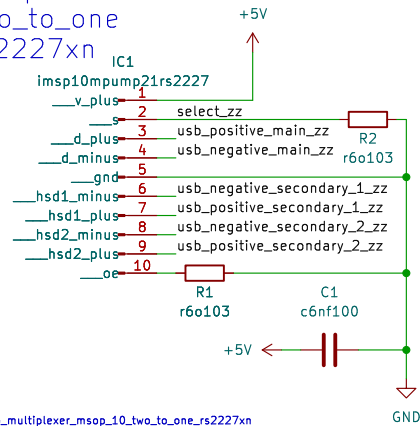 o_to_one
2227xn
+5V
IC1
imsp10mpump21rs2227
__v_plus 1
__s 2 select_zz
__d_plus 3 usb_positive_main_zz
__d_minus 4 usb_negative_main_zz
R2
r6o103
__gnd 5
__hsd1_minus 6 usb_negative_secondary_1_zz
__hsd1_plus 7 usb_positive_secondary_1_zz
__hsd2_minus 8 usb_negative_secondary_2_zz
__hsd2_plus 9 usb_positive_secondary_2_zz
__oe 10
R1
r6o103
C1
c6nf100
+5V
GND
_multiplexer_msop_10_two_to_one_rs2227xn